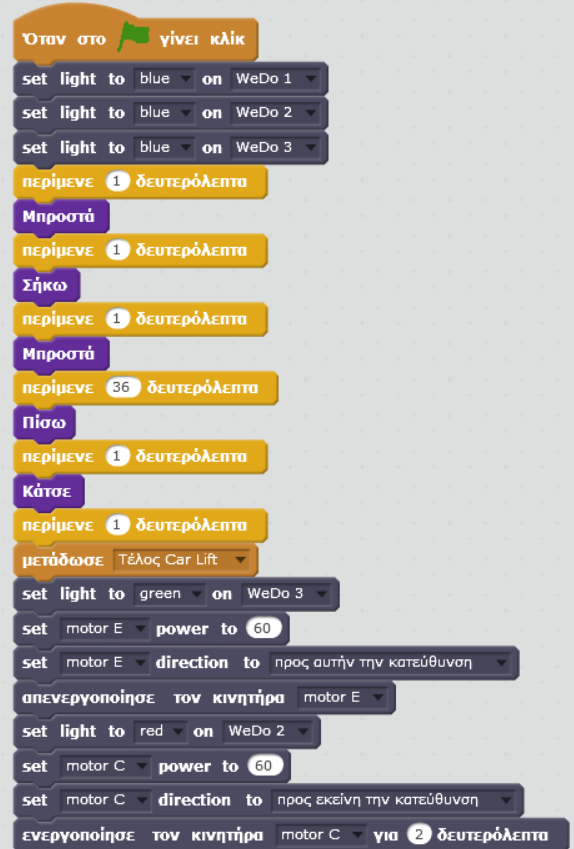 Όταν στο γίνει κλίκ
set light to blue on WeDo 1
set light to blue on WeDo 2
set light to blue on WeDo 3
περίμενε 1 δευτερόλεπτα
Μπροστά
περίμενε 1 δευτερόλεπτα
Σήκω
περίμενε 1 δευτερόλεπτα
Μπροστά
περίμενε 36 δευτερόλεπτα
Πίσω
περίμενε 1 δευτερόλεπτα
Κάτσε
περίμενε 1 δευτερόλεπτα
μετάδωσε Τέλος Car Lift
set light to green on WeDo 3
set motor E power to 60
set motor E direction to προς αυτήν την κατεύθυνση
απενεργοποίησε τον κινητήρα motor E
set light to red on WeDo 2
set motor C power to 60
set motor C direction to προς εκείνη την κατεύθυνση
ενεργοποίησε τον κινητήρα motor C για 2 δευτερόλεπτα